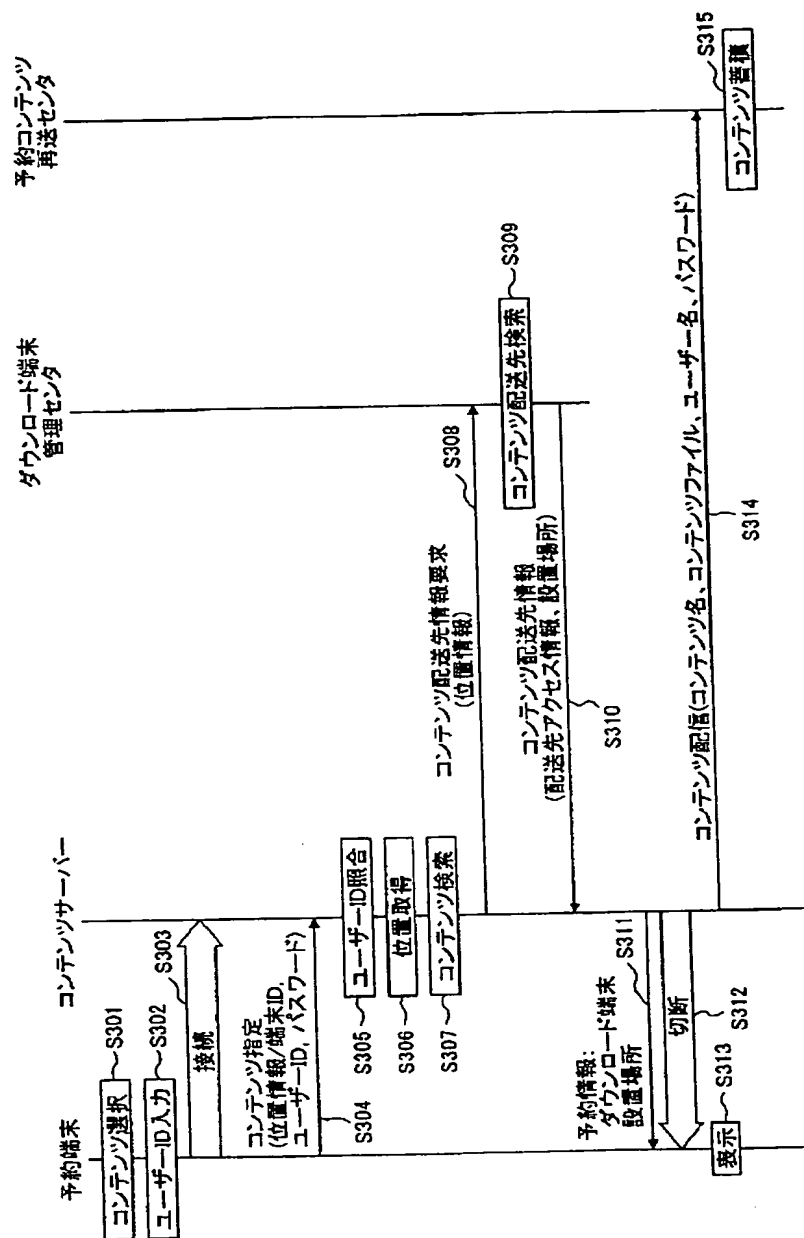 予約端末
コンテンツサーバー
ダウンロード端末
管理センタ
予約コンテンツ
再送センタ
コンテンツ選択
S301
ユーザーID入力
S302
接続
S303
コンテンツ指定
(位置情報/端末ID,
ユーザーID, パスワード)
S304
S305
ユーザーID照合
S306
位置取得
S307
コンテンツ検索
コンテンツ配送先情報要求
(位置情報)
S308
コンテンツ配送先検索
S309
コンテンツ配送先情報
(配送先アクセス情報、設置場所)
S310
予約情報:
ダウンロード端末
設置場所
S311
切断
S312
S313
表示
コンテンツ配信(コンテンツ名、コンテンツファイル、ユーザー名、パスワード)
S314
S315
コンテンツ蓄積